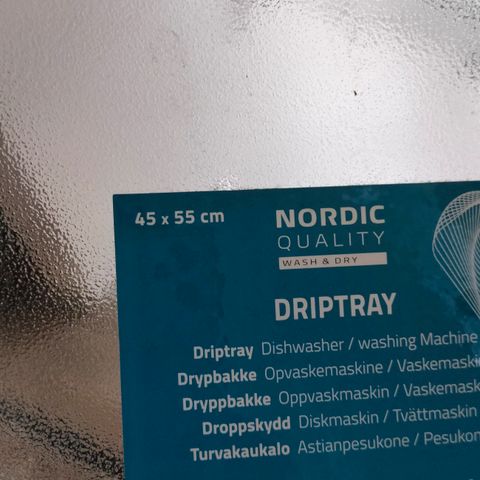 45 x 55 cm
NORDIC
QUALITY
WASH & DRY
DRIPTRAY
Driptray Dishwasher / washing Machine
Drypbakke Opvaskemaskine / Vaskemaskin
Dryppbakke Oppvaskmaskin / Vaskemask
Droppskydd Diskmaskin / Tvättmaskin
Turvakaukalo Astianpesukone / Pesukon